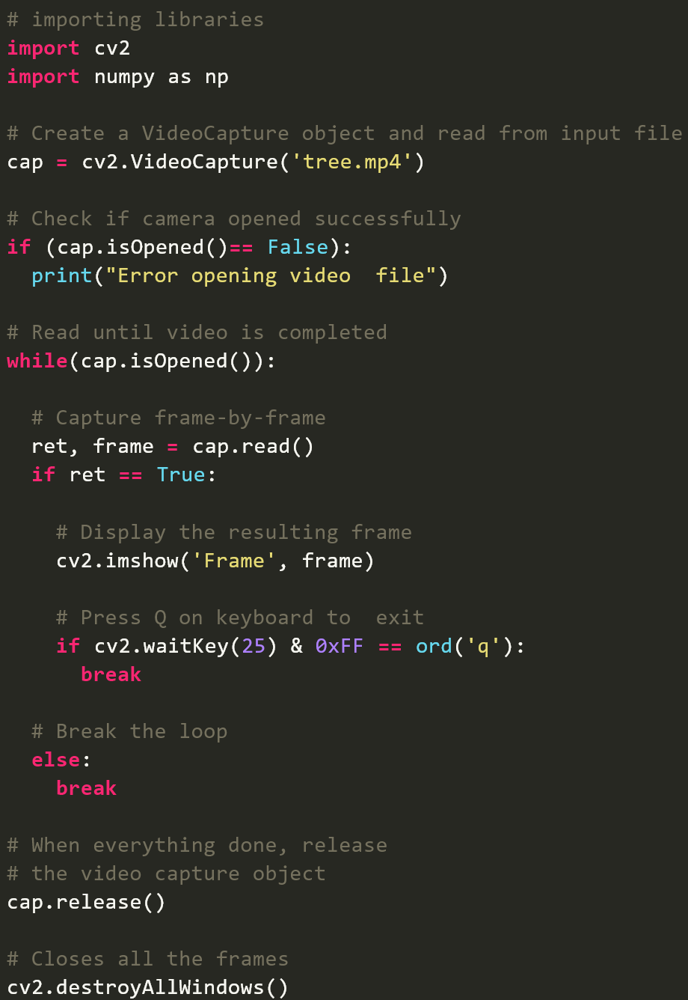 # importing libraries
import cv2
import numpy as np

# Create a VideoCapture object and read from input file
cap = cv2.VideoCapture('tree.mp4')

# Check if camera opened successfully
if (cap.isOpened()== False):
  print("Error opening video  file")

# Read until video is completed
while(cap.isOpened()):

  # Capture frame-by-frame
  ret, frame = cap.read()
  if ret == True:

    # Display the resulting frame
    cv2.imshow('Frame', frame)

    # Press Q on keyboard to  exit
    if cv2.waitKey(25) & 0xFF == ord('q'):
      break

  # Break the loop
  else:
    break

# When everything done, release
# the video capture object
cap.release()

# Closes all the frames
cv2.destroyAllWindows()